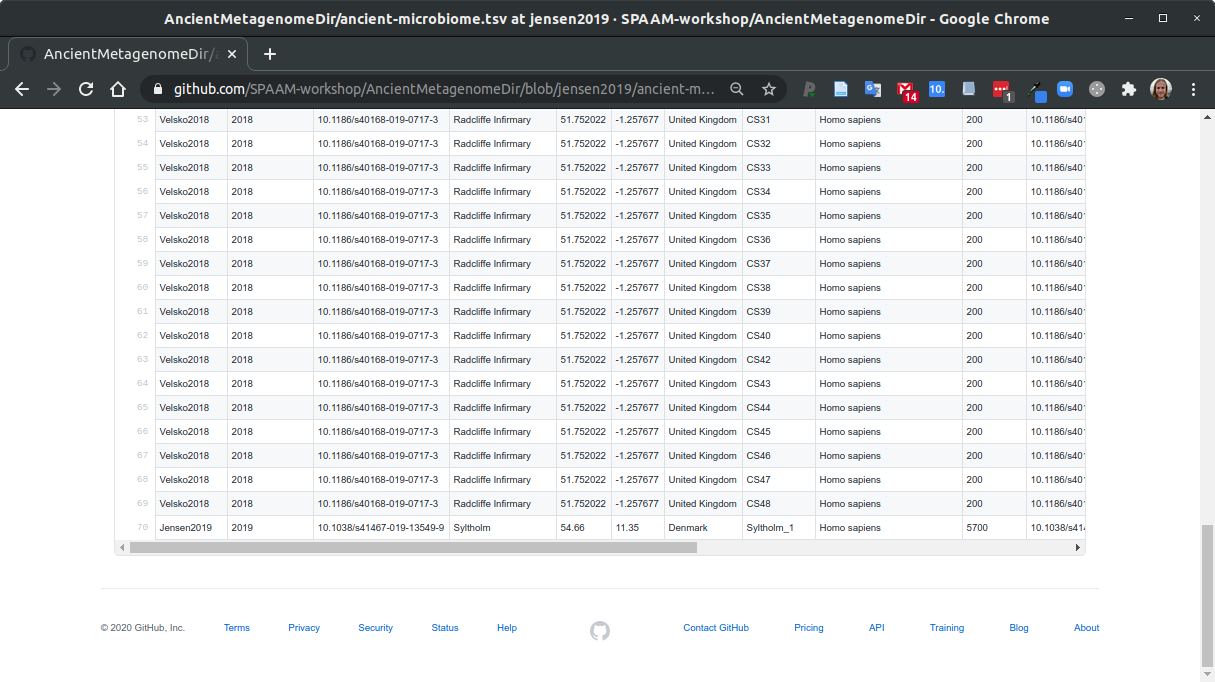 AncientMetagenomeDir/ancient-microbiome.tsv at jensen2019 · SPAAM-workshop/AncientMetagenomeDir - Google Chrome
AncientMetagenomeDir/a
github.com/SPAAM-workshop/AncientMetagenomeDir/blob/jensen2019/ancient-m...
14
10.
1
53 Velsko2018 2018 10.1186/s40168-019-0717-3 Radcliffe Infirmary 51.752022 -1.257677 United Kingdom CS31 Homo sapiens 200 10.1186/s40
54 Velsko2018 2018 10.1186/s40168-019-0717-3 Radcliffe Infirmary 51.752022 -1.257677 United Kingdom CS32 Homo sapiens 200 10.1186/s40
55 Velsko2018 2018 10.1186/s40168-019-0717-3 Radcliffe Infirmary 51.752022 -1.257677 United Kingdom CS33 Homo sapiens 200 10.1186/s40
56 Velsko2018 2018 10.1186/s40168-019-0717-3 Radcliffe Infirmary 51.752022 -1.257677 United Kingdom CS34 Homo sapiens 200 10.1186/s40
57 Velsko2018 2018 10.1186/s40168-019-0717-3 Radcliffe Infirmary 51.752022 -1.257677 United Kingdom CS35 Homo sapiens 200 10.1186/s40
58 Velsko2018 2018 10.1186/s40168-019-0717-3 Radcliffe Infirmary 51.752022 -1.257677 United Kingdom CS36 Homo sapiens 200 10.1186/s40
59 Velsko2018 2018 10.1186/s40168-019-0717-3 Radcliffe Infirmary 51.752022 -1.257677 United Kingdom CS37 Homo sapiens 200 10.1186/s40
60 Velsko2018 2018 10.1186/s40168-019-0717-3 Radcliffe Infirmary 51.752022 -1.257677 United Kingdom CS38 Homo sapiens 200 10.1186/s40
61 Velsko2018 2018 10.1186/s40168-019-0717-3 Radcliffe Infirmary 51.752022 -1.257677 United Kingdom CS39 Homo sapiens 200 10.1186/s40
62 Velsko2018 2018 10.1186/s40168-019-0717-3 Radcliffe Infirmary 51.752022 -1.257677 United Kingdom CS40 Homo sapiens 200 10.1186/s40
63 Velsko2018 2018 10.1186/s40168-019-0717-3 Radcliffe Infirmary 51.752022 -1.257677 United Kingdom CS42 Homo sapiens 200 10.1186/s40
64 Velsko2018 2018 10.1186/s40168-019-0717-3 Radcliffe Infirmary 51.752022 -1.257677 United Kingdom CS43 Homo sapiens 200 10.1186/s40
65 Velsko2018 2018 10.1186/s40168-019-0717-3 Radcliffe Infirmary 51.752022 -1.257677 United Kingdom CS44 Homo sapiens 200 10.1186/s40
66 Velsko2018 2018 10.1186/s40168-019-0717-3 Radcliffe Infirmary 51.752022 -1.257677 United Kingdom CS45 Homo sapiens 200 10.1186/s40
67 Velsko2018 2018 10.1186/s40168-019-0717-3 Radcliffe Infirmary 51.752022 -1.257677 United Kingdom CS46 Homo sapiens 200 10.1186/s40
68 Velsko2018 2018 10.1186/s40168-019-0717-3 Radcliffe Infirmary 51.752022 -1.257677 United Kingdom CS47 Homo sapiens 200 10.1186/s40
69 Velsko2018 2018 10.1186/s40168-019-0717-3 Radcliffe Infirmary 51.752022 -1.257677 United Kingdom CS48 Homo sapiens 200 10.1186/s40
70 Jensen2019 2019 10.1038/s41467-019-13549-9 Syltholm 54.66 11.35 Denmark Syltholm_1 Homo sapiens 5700 10.1038/s41
© 2020 GitHub, Inc. Terms Privacy Security Status Help Contact GitHub Pricing API Training Blog About